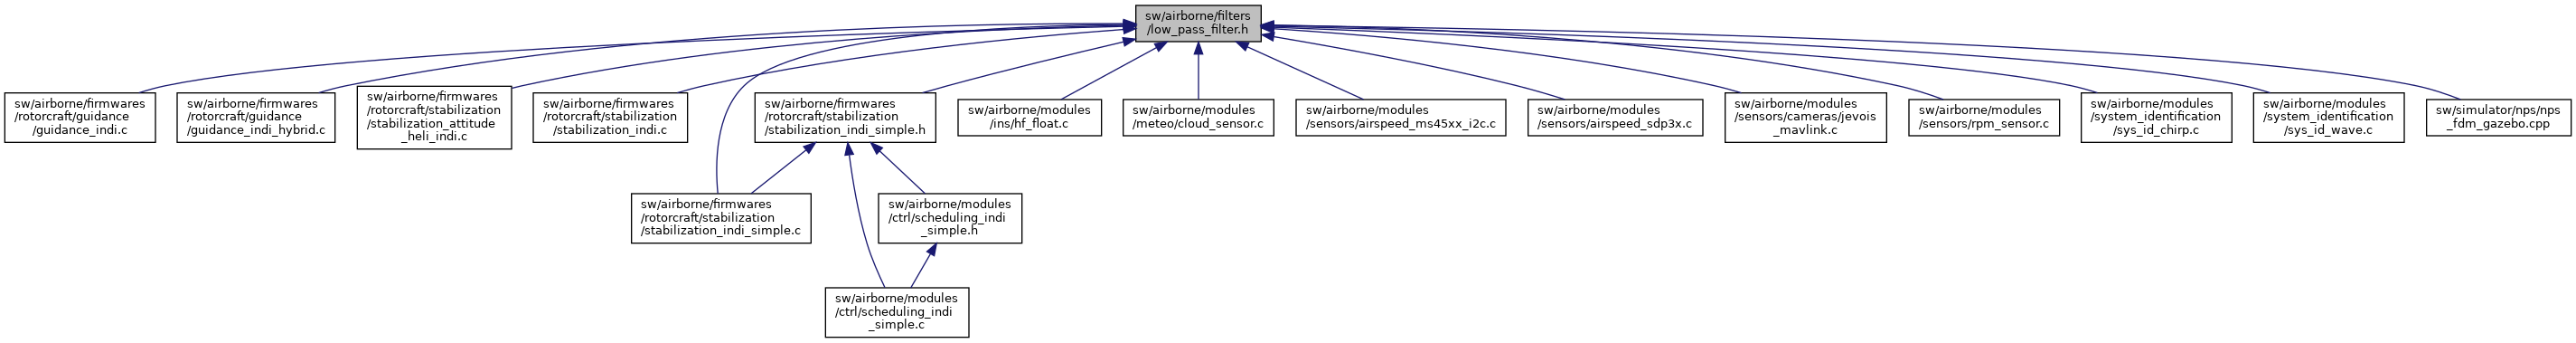 sw/airborne/filters
/low_pass_filter.h
sw/airborne/firmwares
/rotorcraft/guidance
/guidance_indi.c
sw/airborne/firmwares
/rotorcraft/guidance
/guidance_indi_hybrid.c
sw/airborne/firmwares
/rotorcraft/stabilization
/stabilization_attitude
_heli_indi.c
sw/airborne/firmwares
/rotorcraft/stabilization
/stabilization_indi.c
sw/airborne/firmwares
/rotorcraft/stabilization
/stabilization_indi_simple.h
sw/airborne/modules
/ins/hf_float.c
sw/airborne/modules
/meteo/cloud_sensor.c
sw/airborne/modules
/sensors/airspeed_ms45xx_i2c.c
sw/airborne/modules
/sensors/airspeed_sdp3x.c
sw/airborne/modules
/sensors/cameras/jevois
_mavlink.c
sw/airborne/modules
/sensors/rpm_sensor.c
sw/airborne/modules
/system_identification
/sys_id_chirp.c
sw/airborne/modules
/system_identification
/sys_id_wave.c
sw/simulator/nps/nps
_fdm_gazebo.cpp
sw/airborne/firmwares
/rotorcraft/stabilization
/stabilization_indi_simple.c
sw/airborne/modules
/ctrl/scheduling_indi
_simple.h
sw/airborne/modules
/ctrl/scheduling_indi
_simple.c